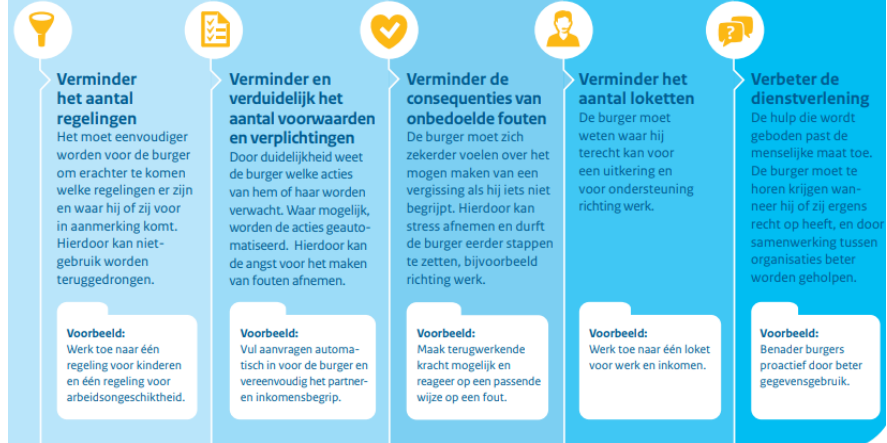 Verminder
het aantal
regelingen
Het moet eenvoudiger
worden voor de burger
om erachter te komen
welke regelingen er zijn
en waar hij of zij voor
in aanmerking komt.
Hierdoor kan niet-
gebruik worden
teruggedrongen.
Voorbeeld:
Werk toe naar één
regeling voor kinderen
en één regeling voor
arbeidsongeschiktheid.
Verminder en
verduidelijk het
aantal voorwaarden
en verplichtingen
Door duidelijkheid weet
de burger welke acties
van hem of haar worden
verwacht. Waar mogelijk,
worden de acties geauto-
matiseerd. Hierdoor kan
de angst voor het maken
van fouten afnemen.
Voorbeeld:
Vul aanvragen automa-
tisch in voor de burger en
vereenvoudig het partner-
en inkomensbegrip.
Verminder de
consequenties van
onbedoelde fouten
De burger moet zich
zekerder voelen over het
mogen maken van een
vergissing als hij iets niet
begrijpt. Hierdoor kan
stress afnemen en durft
de burger eerder stappen
te zetten, bijvoorbeeld
richting werk.
Voorbeeld:
Maak terugwerkende
kracht mogelijk en
reageer op een passende
wijze op een fout.
Verminder het
aantal loketten
De burger moet
weten waar hij
terecht kan voor
een uitkering en
voor ondersteuning
richting werk.
Voorbeeld:
Werk toe naar één loket
voor werk en inkomen.
?
Verbeter de
dienstverlening
De hulp die wordt
geboden past de
menselijke maat toe.
De burger moet te
horen krijgen wan-
neer hij of zij ergens
recht op heeft, en door
samenwerking tussen
organisaties beter
worden geholpen.
Voorbeeld:
Benader burgers
proactief door beter
gegevensgebruik.